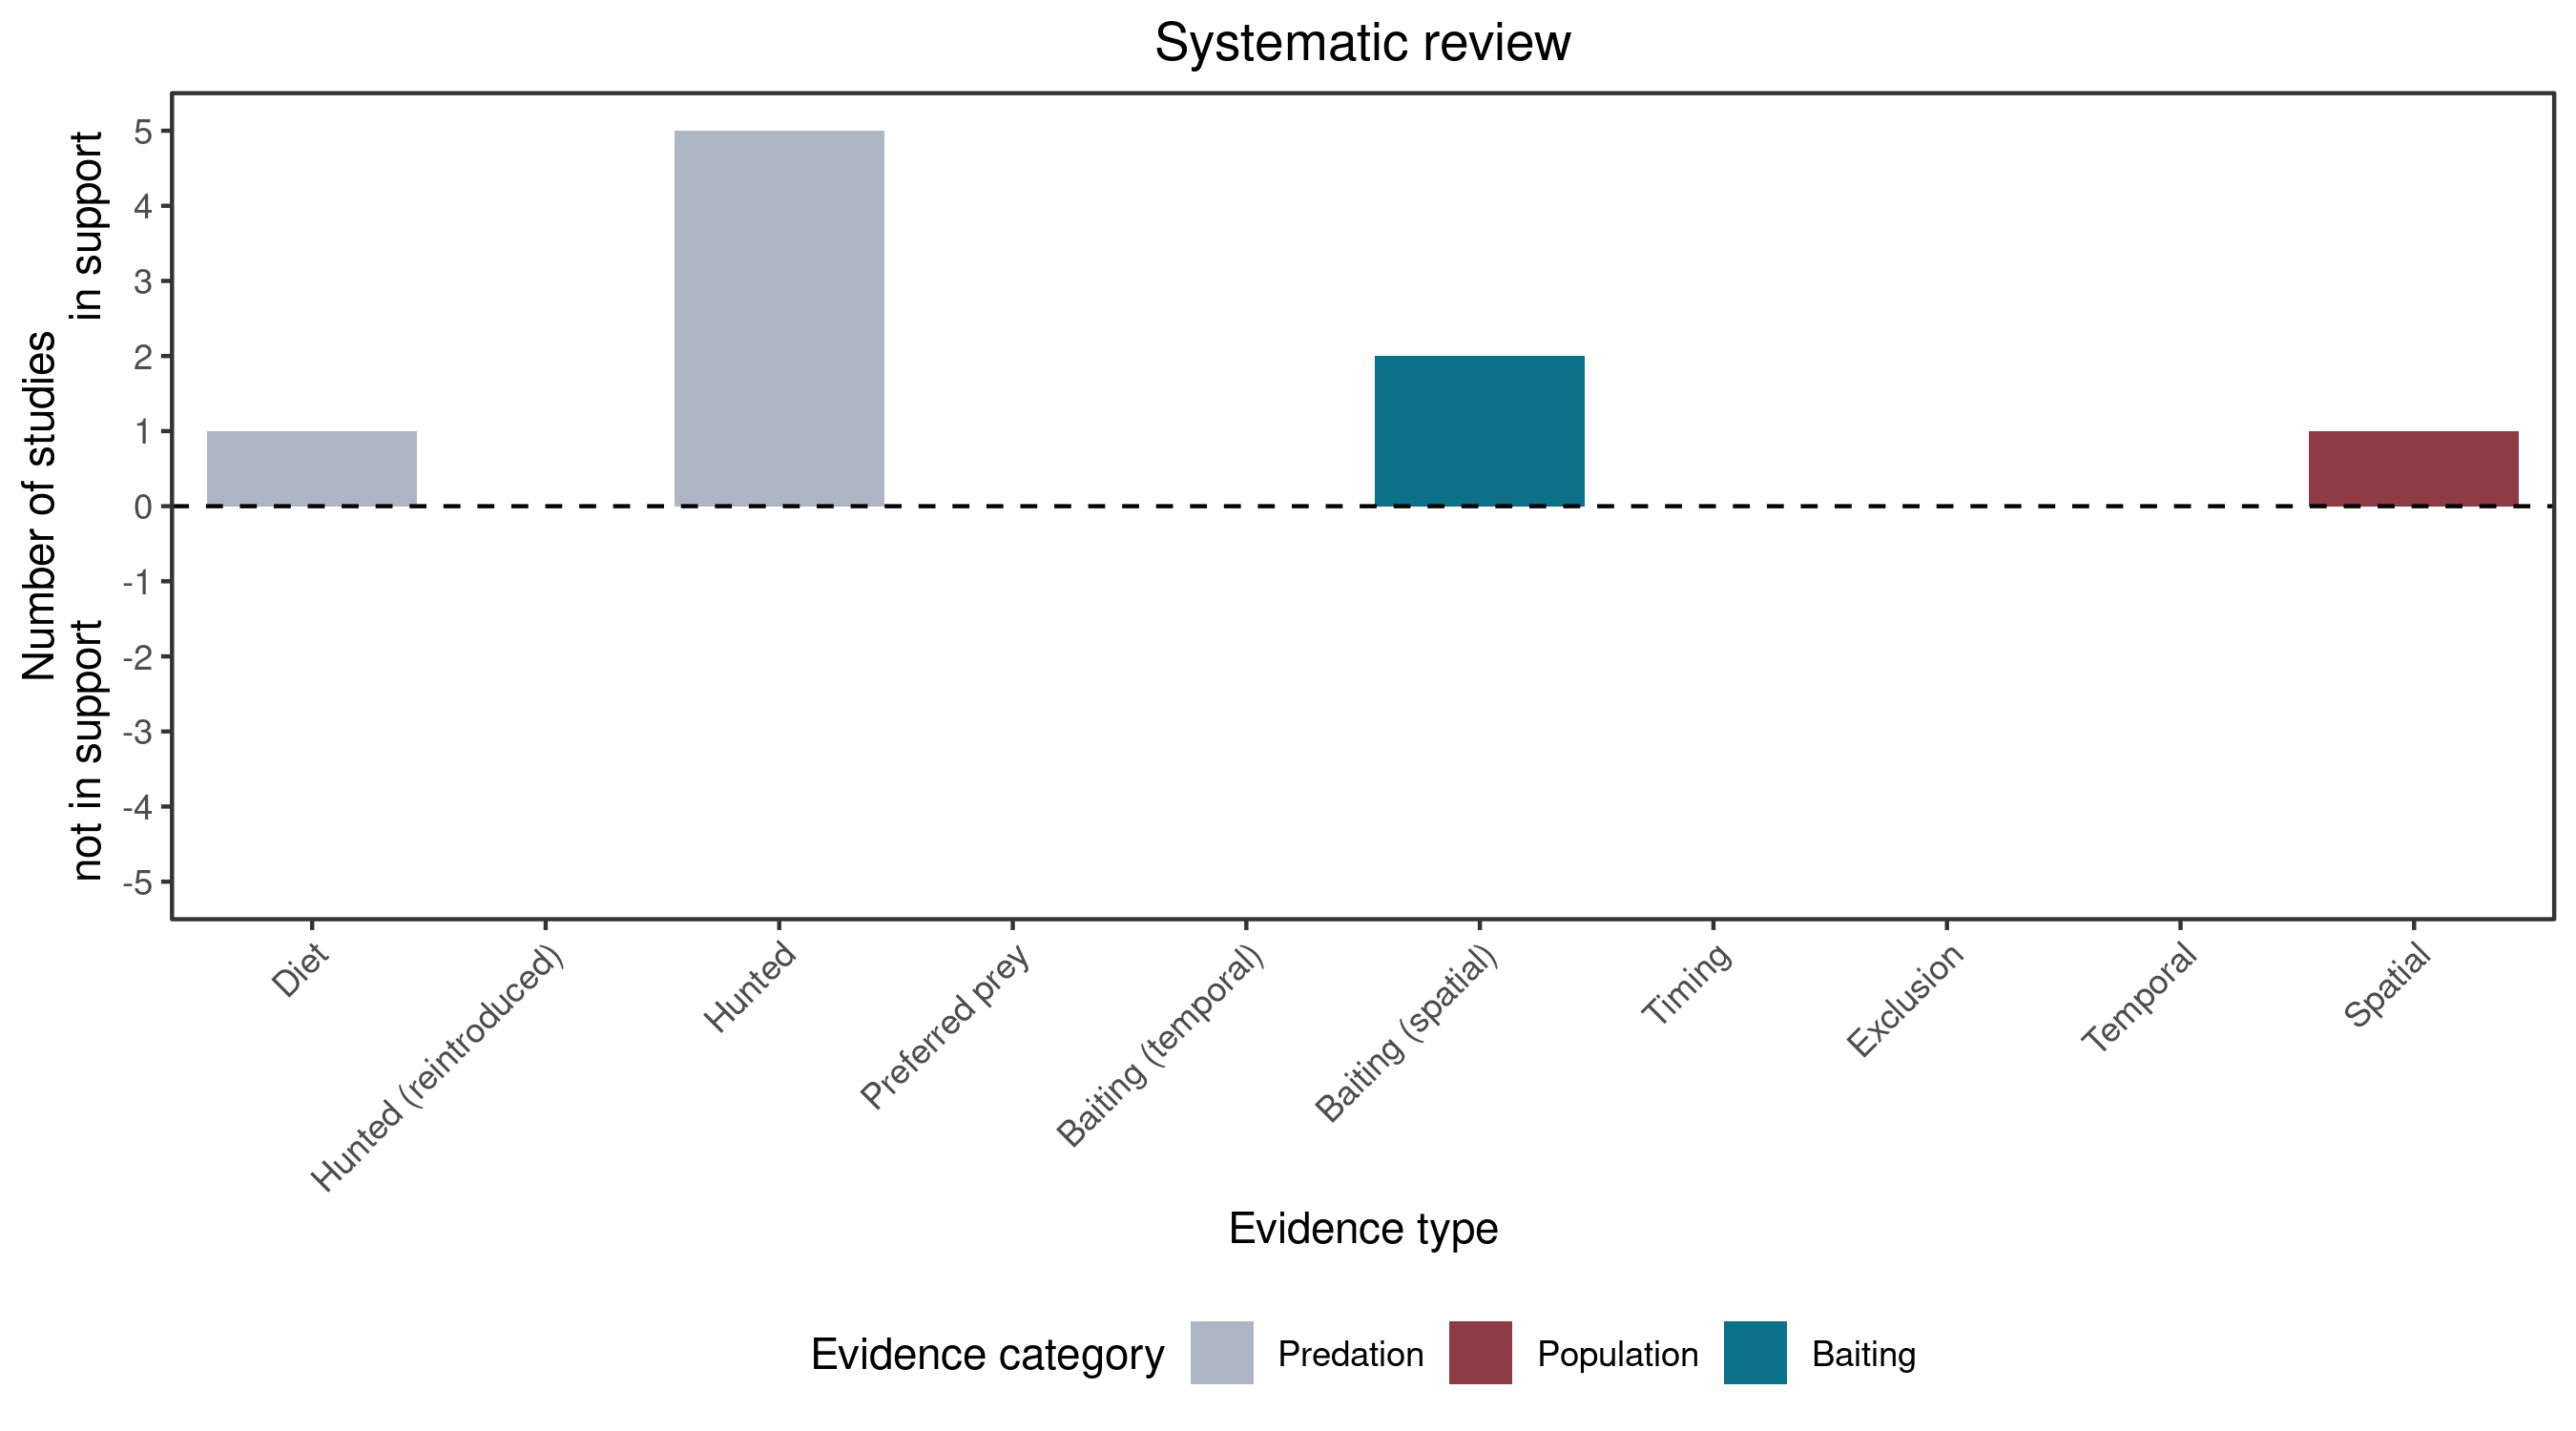 Systematic review
Number of studies
in support
not in support
5
4
3
2
1
0
-1
-2
-3
-4
-5
Diet
Hunted (reintroduced)
Hunted
Preferred prey
Baiting (temporal)
Baiting (spatial)
Timing
Exclusion
Temporal
Spatial
Evidence type
Evidence category
Predation
Population
Baiting